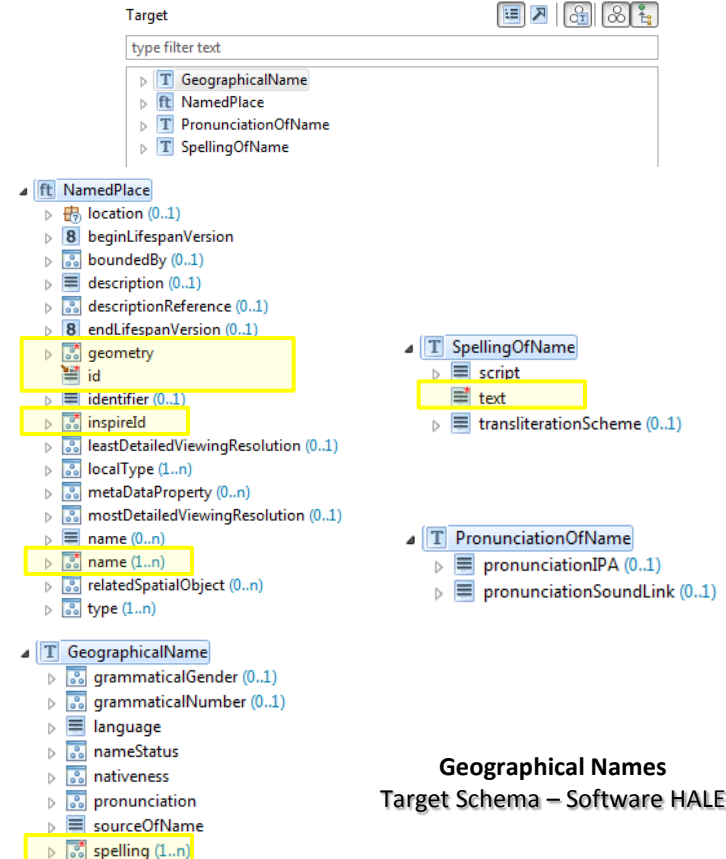 Target
type filter text
T GeographicalName
ft NamedPlace
T PronunciationOfName
T SpellingOfName
ft NamedPlace
location (0..1)
8 beginLifespanVersion
boundedBy (0..1)
description (0..1)
descriptionReference (0..1)
8 endLifespanVersion (0..1)
geometry
id
identifier (0..1)
inspireId
leastDetailedViewingResolution (0..1)
localType (1..n)
metaDataProperty (0..n)
mostDetailedViewingResolution (0..1)
name (0..n)
name (1..n)
relatedSpatialObject (0..n)
type (1..n)
T SpellingOfName
script
text
transliterationScheme (0..1)
T PronunciationOfName
pronunciationIPA (0..1)
pronunciationSoundLink (0..1)
T GeographicalName
grammaticalGender (0..1)
grammaticalNumber (0..1)
language
nameStatus
nativeness
pronunciation
sourceOfName
spelling (1..n)
Geographical Names
Target Schema – Software HALE